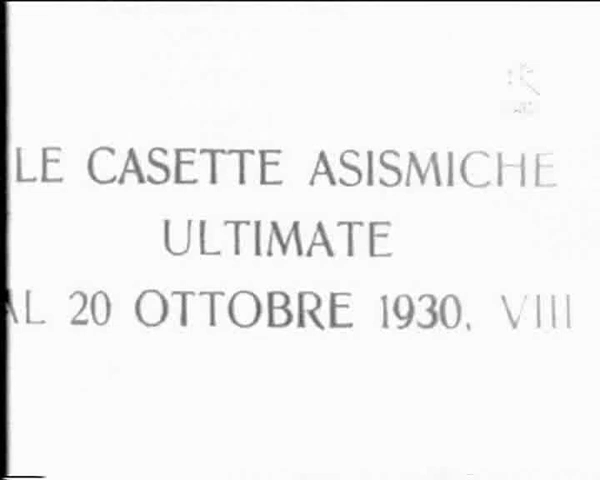 LE CASETTE ASISMICHE
ULTIMATE
AL 20 OTTOBRE 1930, VIII